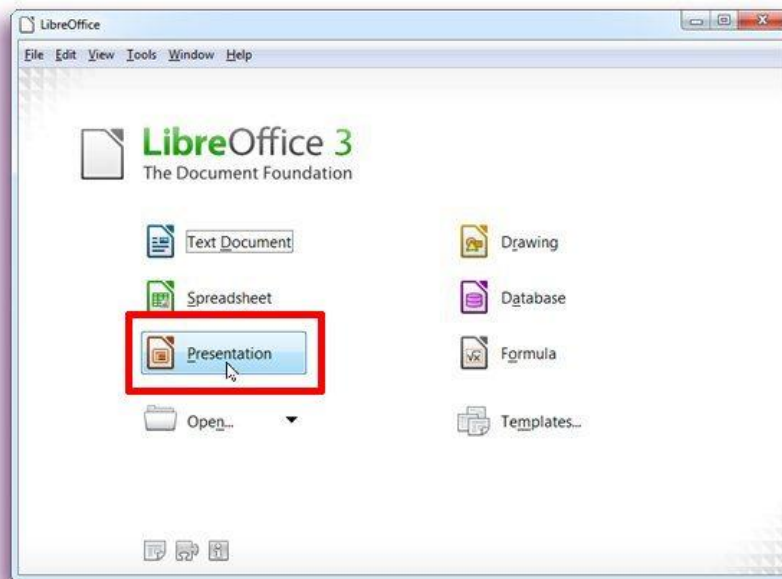 LibreOffice
File Edit View Tools Window Help
LibreOffice 3
The Document Foundation
Text Document
Drawing
Spreadsheet
Database
Presentation
Formula
Open...
Templates...